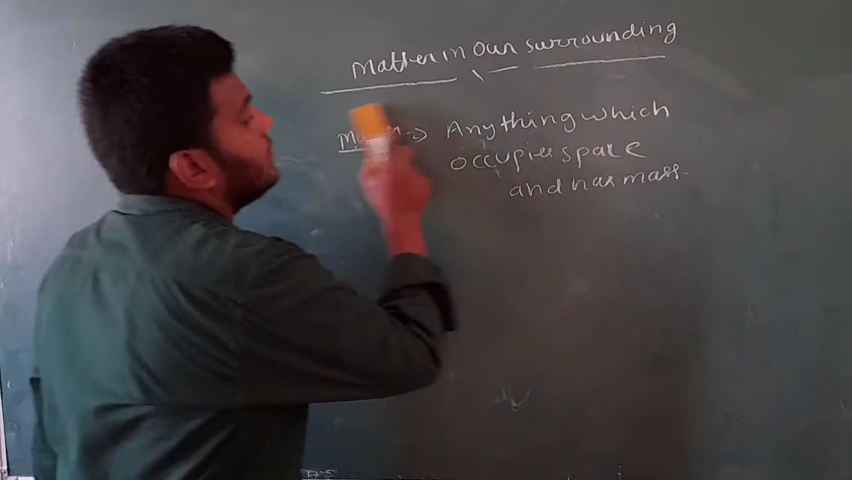 Matter in Our Surrounding
Anything which
occupies space
and has mass.